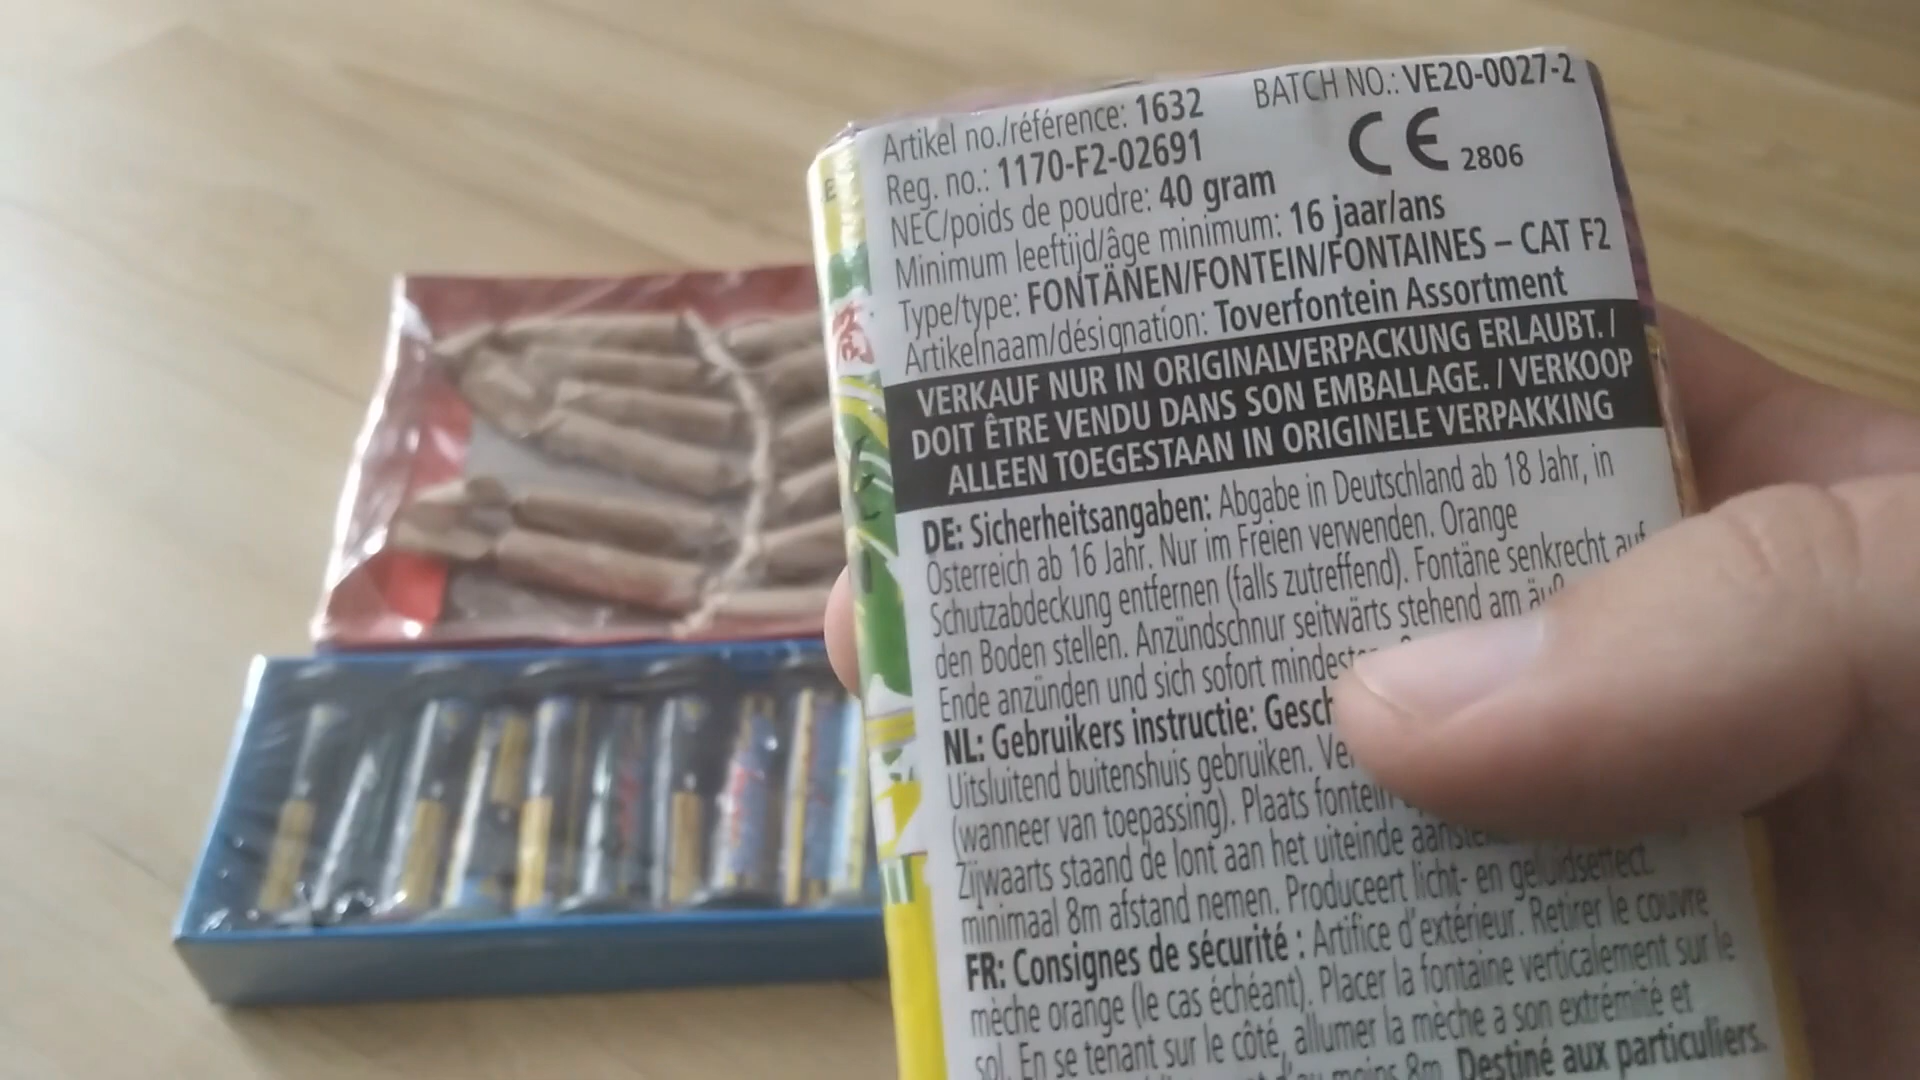 Artikel no./référence: 1632 BATCH NO.: VE20-0027-2
Reg. no.: 1170-F2-02691 CE 2806
NEC/poids de poudre: 40 gram
Minimum leeftijd/âge minimum: 16 jaar/ans
Type/type: FONTÄNEN/FONTEIN/FONTAINES – CAT F2
Artikelnaam/désignation: Toverfontein Assortment
VERKAUF NUR IN ORIGINALVERPACKUNG ERLAUBT. /
DOIT ÊTRE VENDU DANS SON EMBALLAGE. / VERKOOP
ALLEEN TOEGESTAAN IN ORIGINELE VERPAKKING
DE: Sicherheitsangaben: Abgabe in Deutschland ab 18 Jahr, in
Österreich ab 16 Jahr. Nur im Freien verwenden. Orange
Schutzabdeckung entfernen (falls zutreffend). Fontäne senkrecht auf
den Boden stellen. Anzündschnur seitwärts stehend am
Ende anzünden und sich sofort
NL: Gebruikers instructie:
Uitsluitend buitenshuis gebruiken.
(wanneer van toepassing). Plaats fontein
Zijwaarts staand de lont aan het uiteinde
minimaal 8m afstand nemen. Produceert licht- en geluidseffect.
FR: Consignes de sécurité : Artifice d'extérieur. Retirer le couvre
mèche orange (le cas échéant). Placer la fontaine verticalement sur le
sol. En se tenant sur le côté, allumer la mèche a son extrémité et
moins 8m. Destiné aux particuliers.